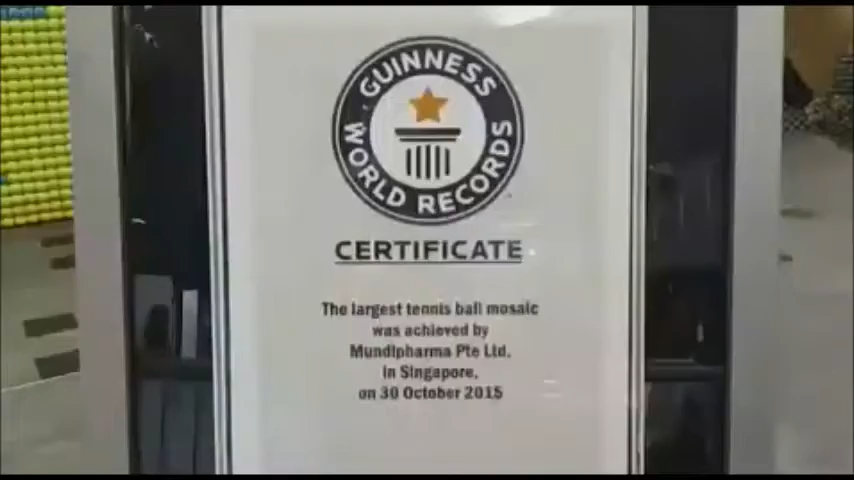 GUINNESS
WORLD RECORDS
CERTIFICATE
The largest tennis ball mosaic
was achieved by
Mundipharma Pte Ltd.
in Singapore,
on 30 October 2015